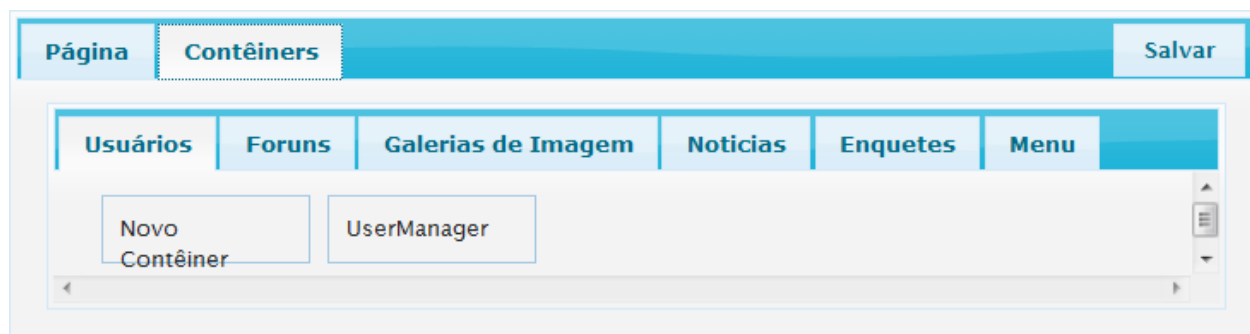 Página Contêiners Salvar
Usuários Foruns Galerias de Imagem Noticias Enquetes Menu
Novo UserManager
Contêiner